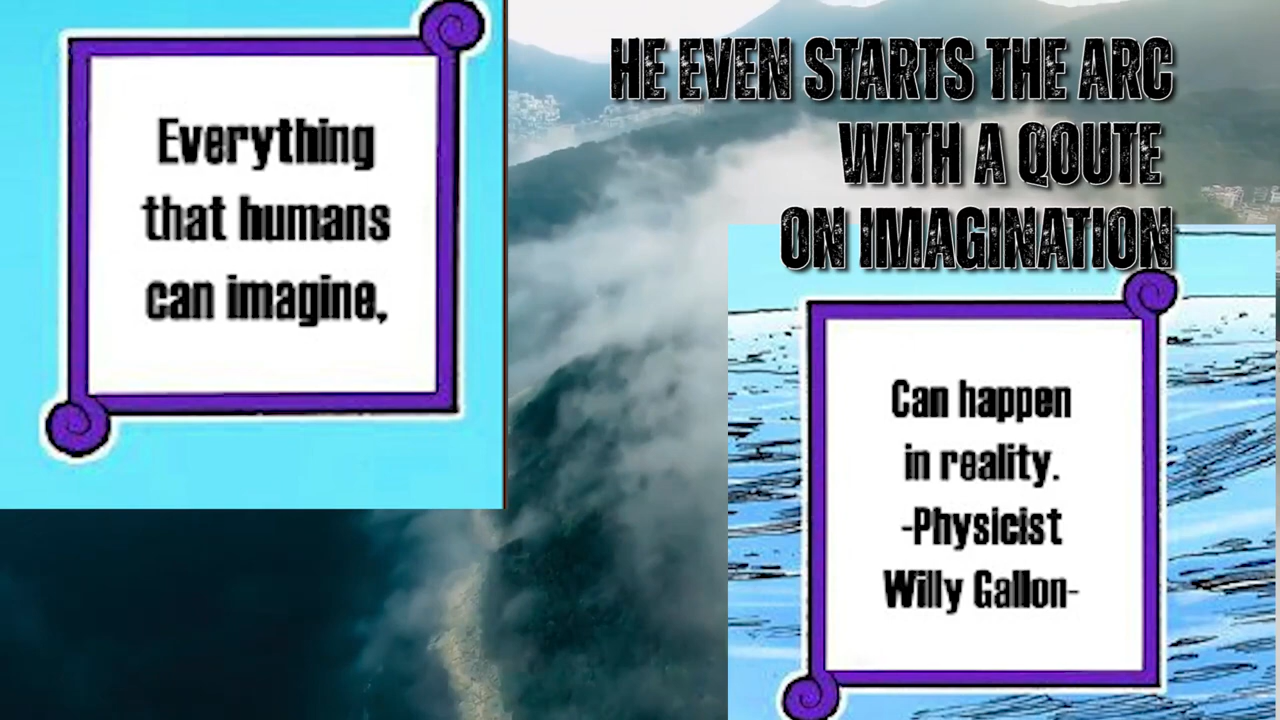 Everything
that humans
can imagine,
HE EVEN STARTS THE ARC
WITH A QOUTE
ON IMAGINATION
Can happen
in reality.
-Physicist
Willy Gallon-